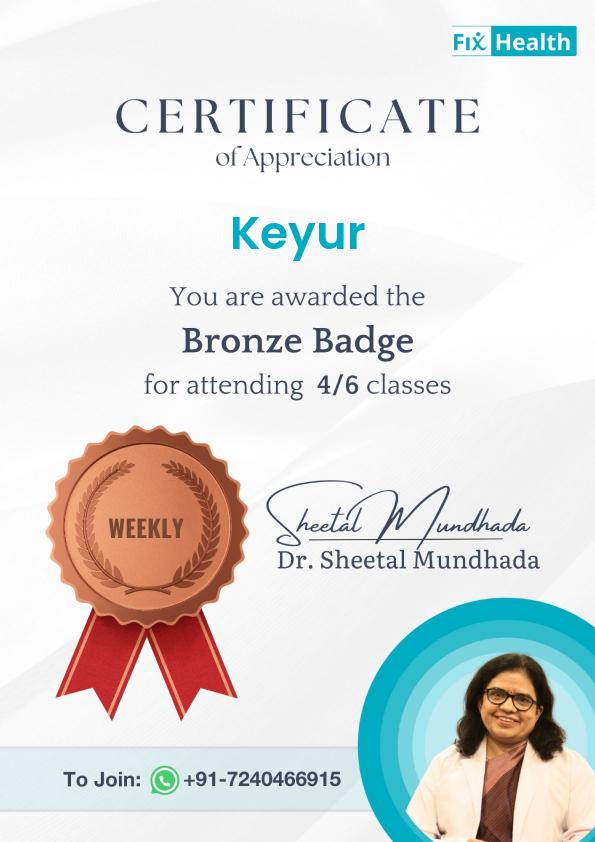 Fix Health
CERTIFICATE
of Appreciation
Keyur
You are awarded the
Bronze Badge
for attending 4/6 classes
WEEKLY
Sheetal Mundhada
Dr. Sheetal Mundhada
To Join: +91-7240466915